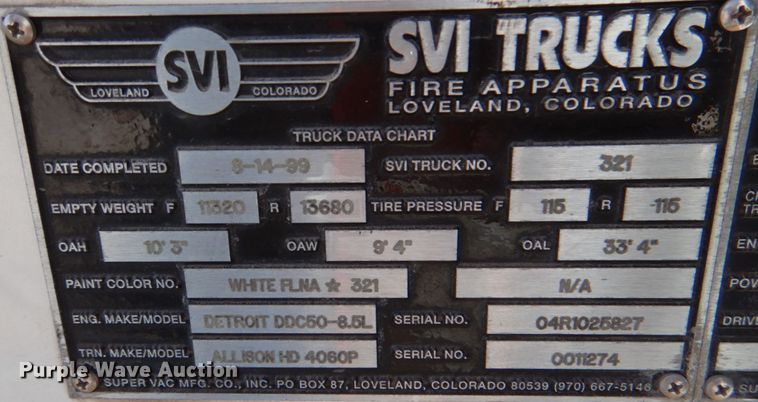 SVI
LOVELAND COLORADO
SVI TRUCKS
FIRE APPARATUS
LOVELAND, COLORADO
TRUCK DATA CHART
DATE COMPLETED 8-14-99 SVI TRUCK NO. 321
EMPTY WEIGHT F 11320 R 13680 TIRE PRESSURE F 115 R 115
OAH 10' 3" OAW 9' 4" OAL 33' 4"
PAINT COLOR NO. WHITE FLNA ★ 321 N/A
ENG. MAKE/MODEL DETROIT DDC50-8.5L SERIAL NO. 04R1025827
TRN. MAKE/MODEL ALLISON HD 4060P SERIAL NO. 0011274
SUPER VAC MFG. CO., INC. PO BOX 87, LOVELAND, COLORADO 80539 (970) 667-5146
Purple Wave Auction